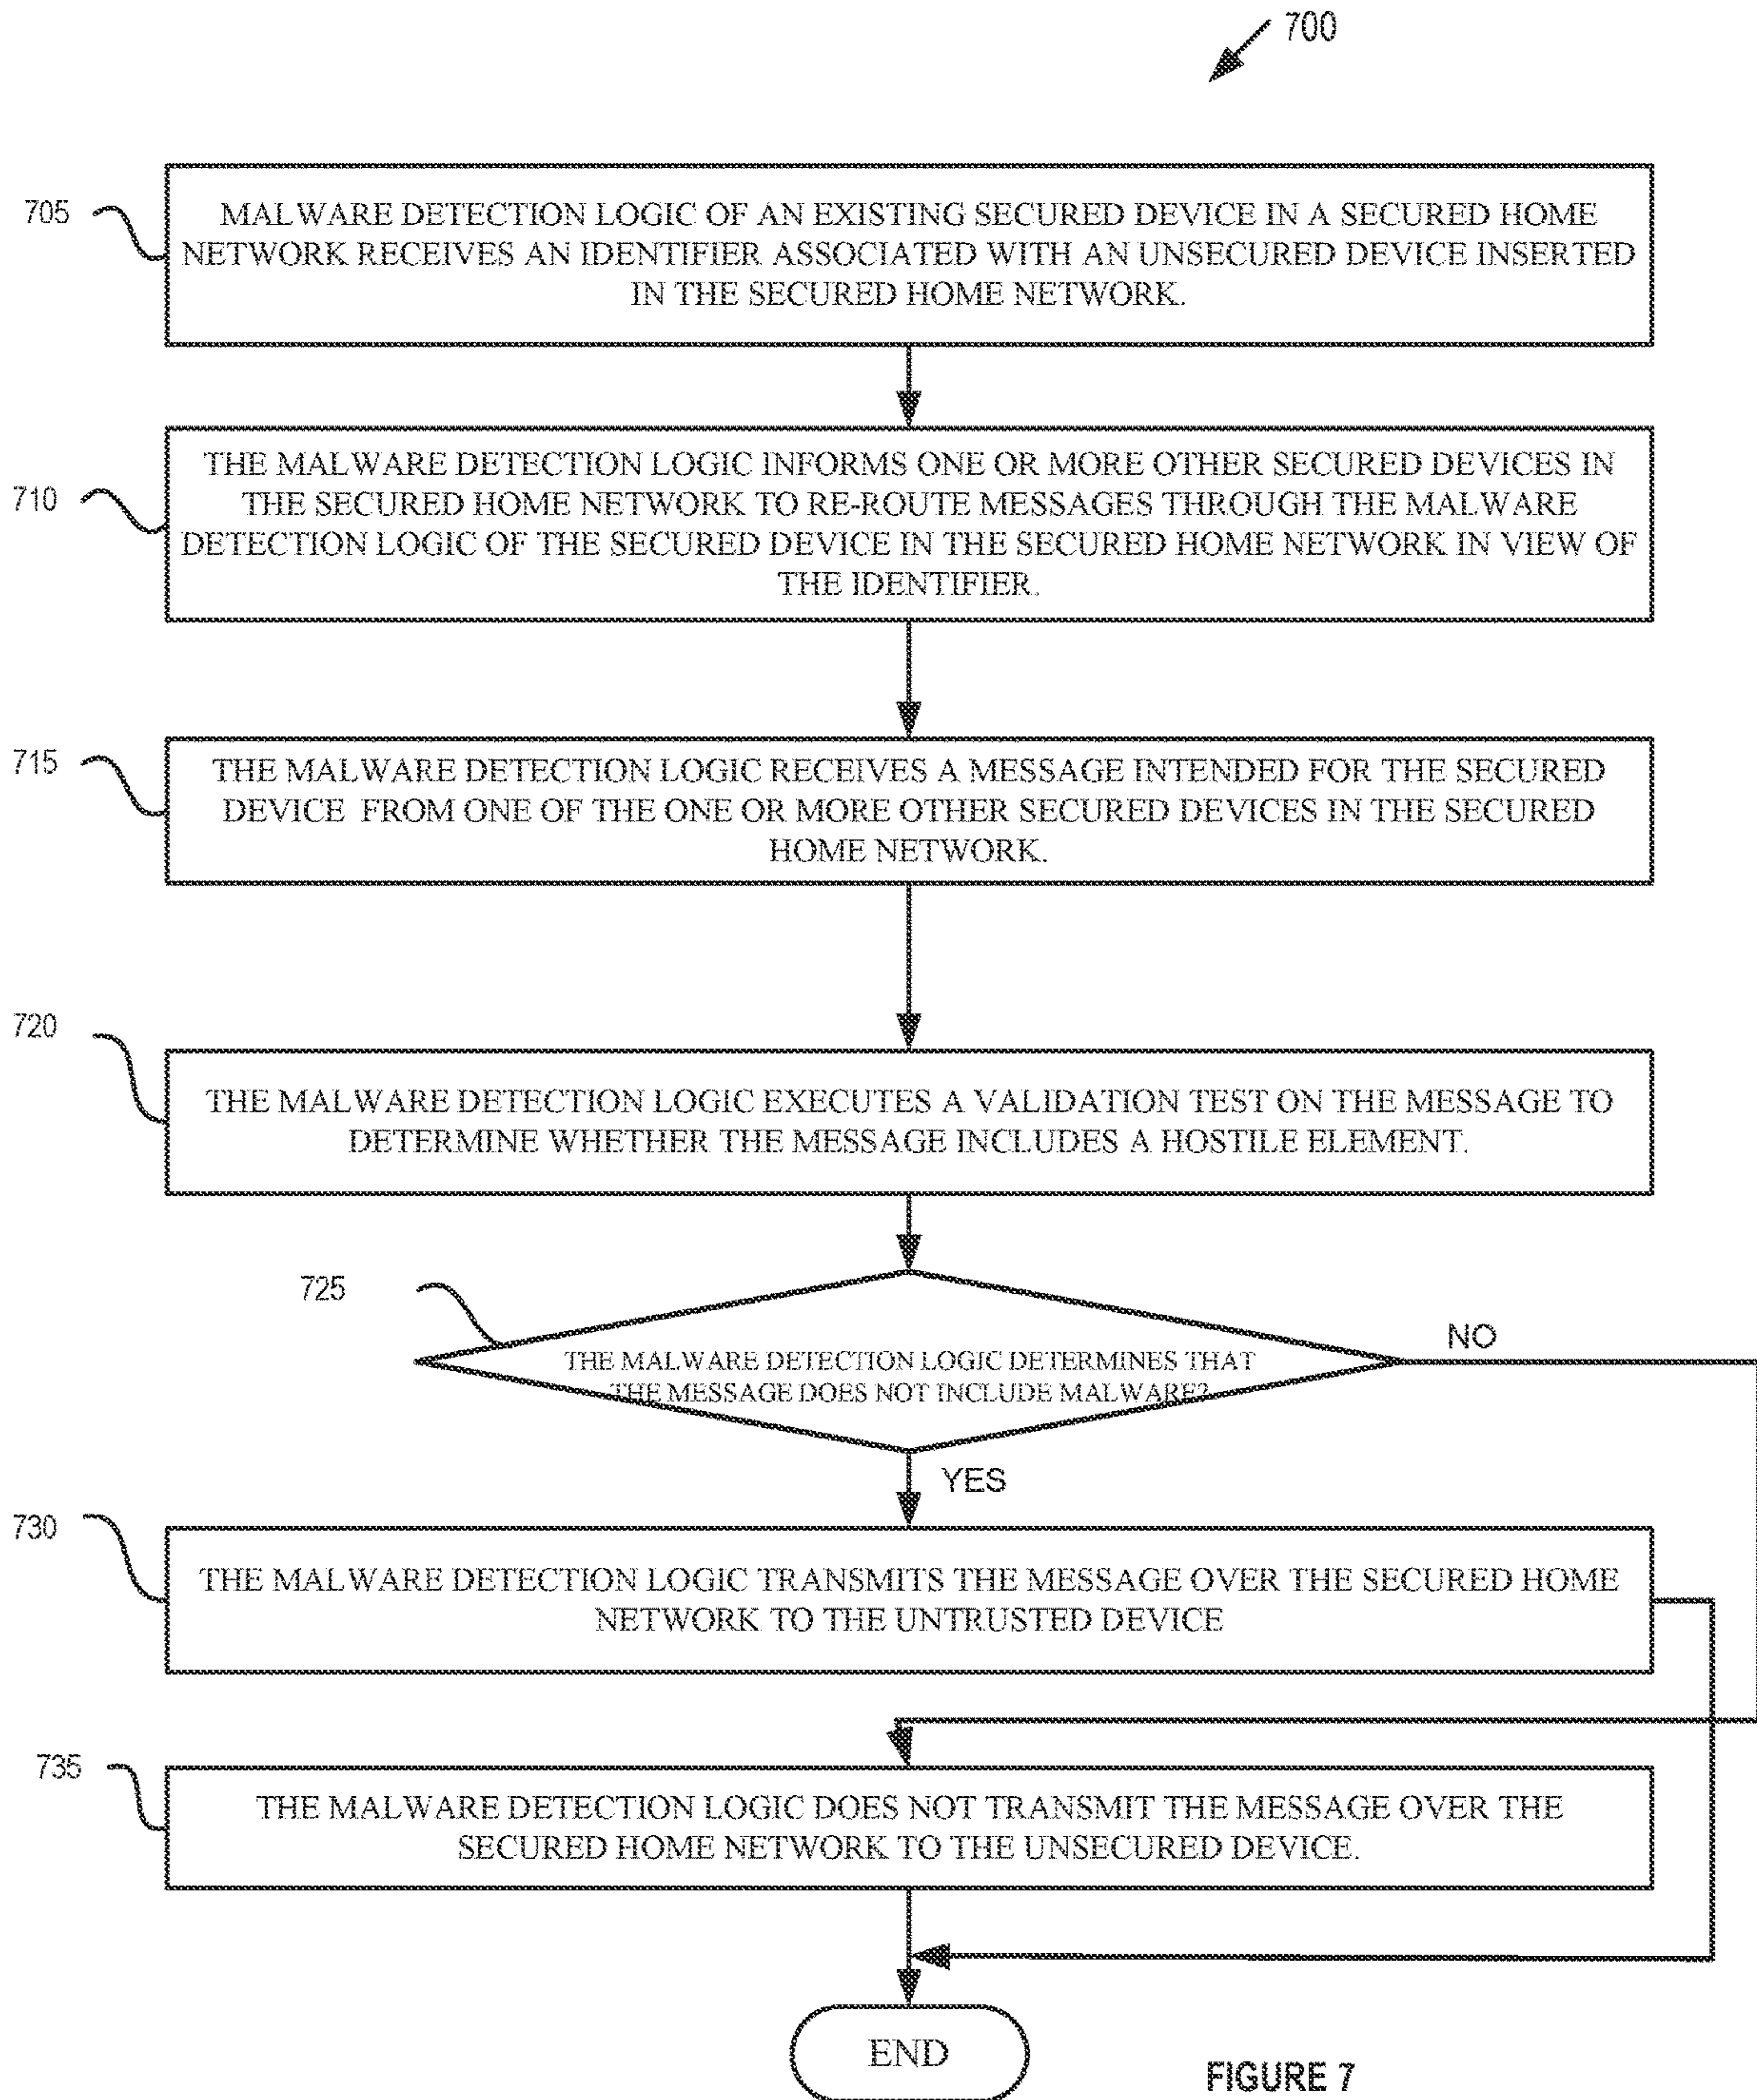 700
705
MALWARE DETECTION LOGIC OF AN EXISTING SECURED DEVICE IN A SECURED HOME
NETWORK RECEIVES AN IDENTIFIER ASSOCIATED WITH AN UNSECURED DEVICE INSERTED
IN THE SECURED HOME NETWORK.
710
THE MALWARE DETECTION LOGIC INFORMS ONE OR MORE OTHER SECURED DEVICES IN
THE SECURED HOME NETWORK TO RE-ROUTE MESSAGES THROUGH THE MALWARE
DETECTION LOGIC OF THE SECURED DEVICE IN THE SECURED HOME NETWORK IN VIEW OF
THE IDENTIFIER.
715
THE MALWARE DETECTION LOGIC RECEIVES A MESSAGE INTENDED FOR THE SECURED
DEVICE FROM ONE OF THE ONE OR MORE OTHER SECURED DEVICES IN THE SECURED
HOME NETWORK.
720
THE MALWARE DETECTION LOGIC EXECUTES A VALIDATION TEST ON THE MESSAGE TO
DETERMINE WHETHER THE MESSAGE INCLUDES A HOSTILE ELEMENT.
725
THE MALWARE DETECTION LOGIC DETERMINES THAT
THE MESSAGE DOES NOT INCLUDE MALWARE?
NO
YES
730
THE MALWARE DETECTION LOGIC TRANSMITS THE MESSAGE OVER THE SECURED HOME
NETWORK TO THE UNTRUSTED DEVICE
735
THE MALWARE DETECTION LOGIC DOES NOT TRANSMIT THE MESSAGE OVER THE
SECURED HOME NETWORK TO THE UNSECURED DEVICE.
END
FIGURE 7